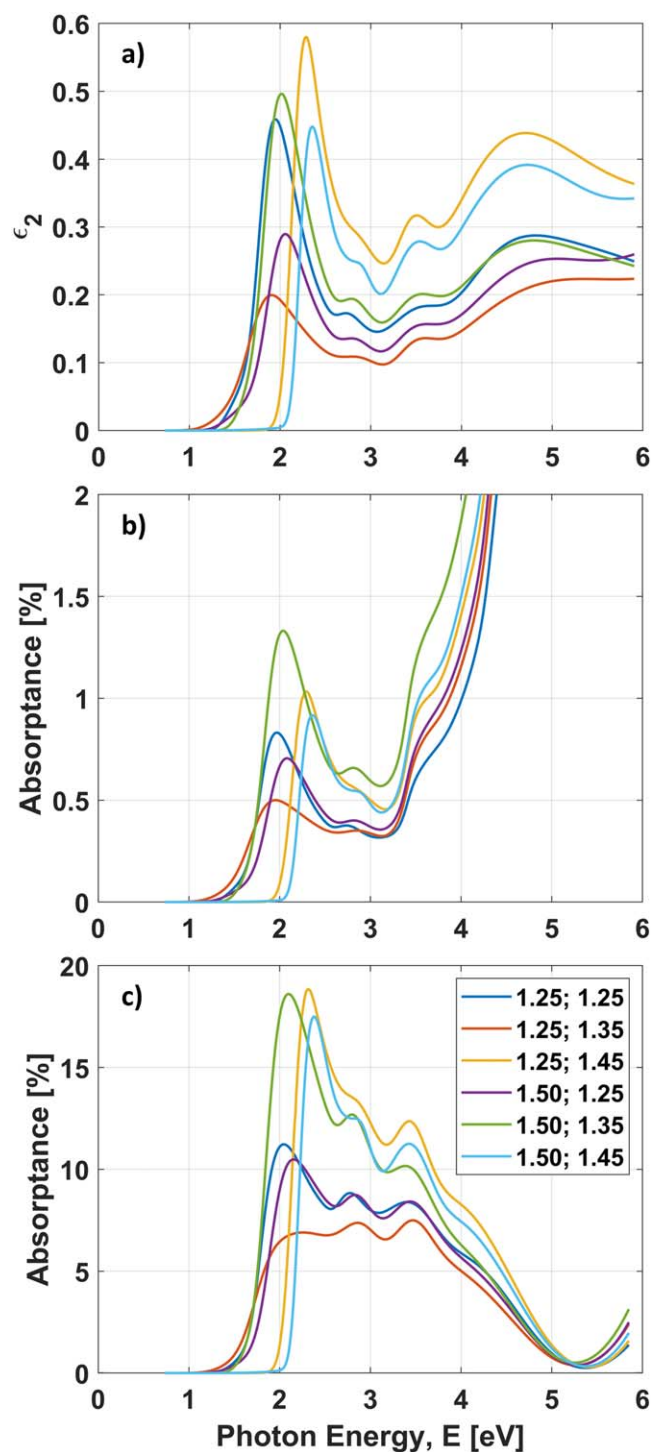 a)
0.6
0.5
0.4
0.3
0.2
0.1
0
ϵ2
0 1 2 3 4 5 6
b)
2
1.5
1
0.5
0
Absorptance [%]
0 1 2 3 4 5 6
c)
20
15
10
5
0
Absorptance [%]
1.25; 1.25
1.25; 1.35
1.25; 1.45
1.50; 1.25
1.50; 1.35
1.50; 1.45
0 1 2 3 4 5 6
Photon Energy, E [eV]